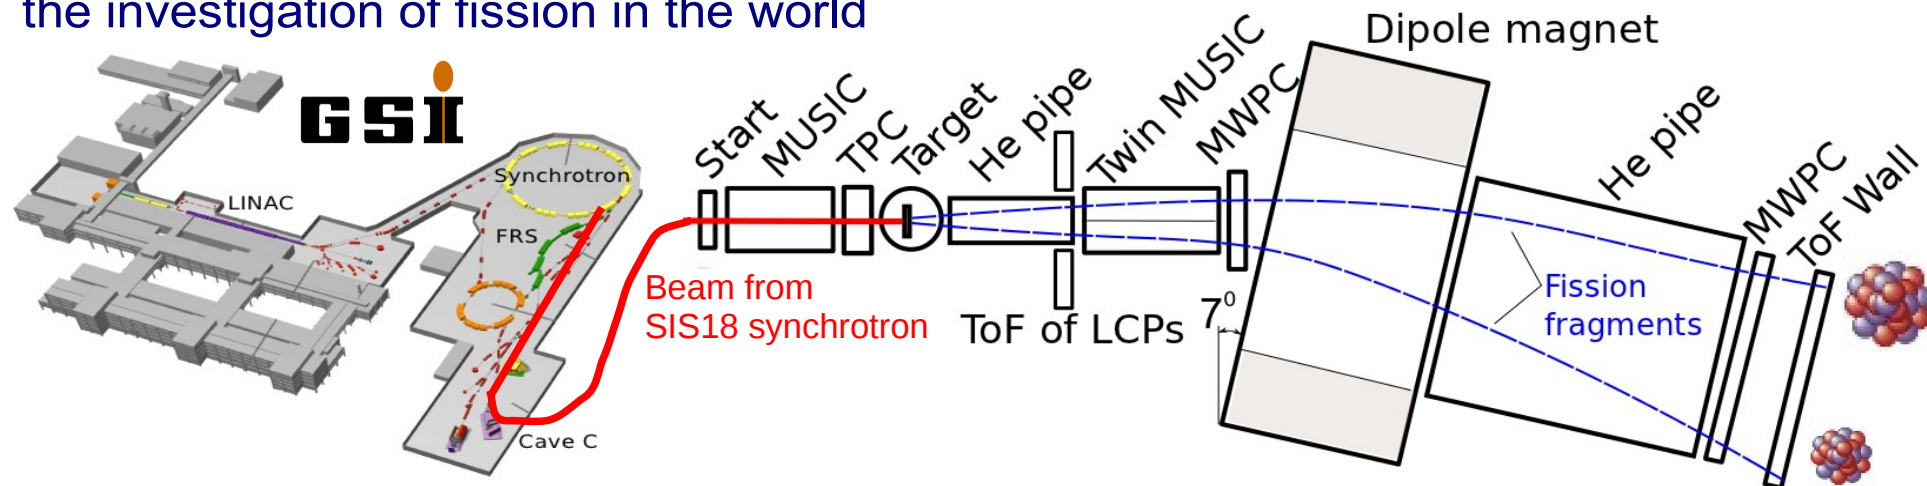 the investigation of fission in the world
GSI
LINAC
Synchrotron
FRS
Cave C
Beam from
SIS18 synchrotron
Start
MUSIC
TPC
Target
He pipe
ToF of LCPs
Twin MUSIC
MWPC
7⁰
Dipole magnet
He pipe
MWPC
ToF Wall
Fission
fragments